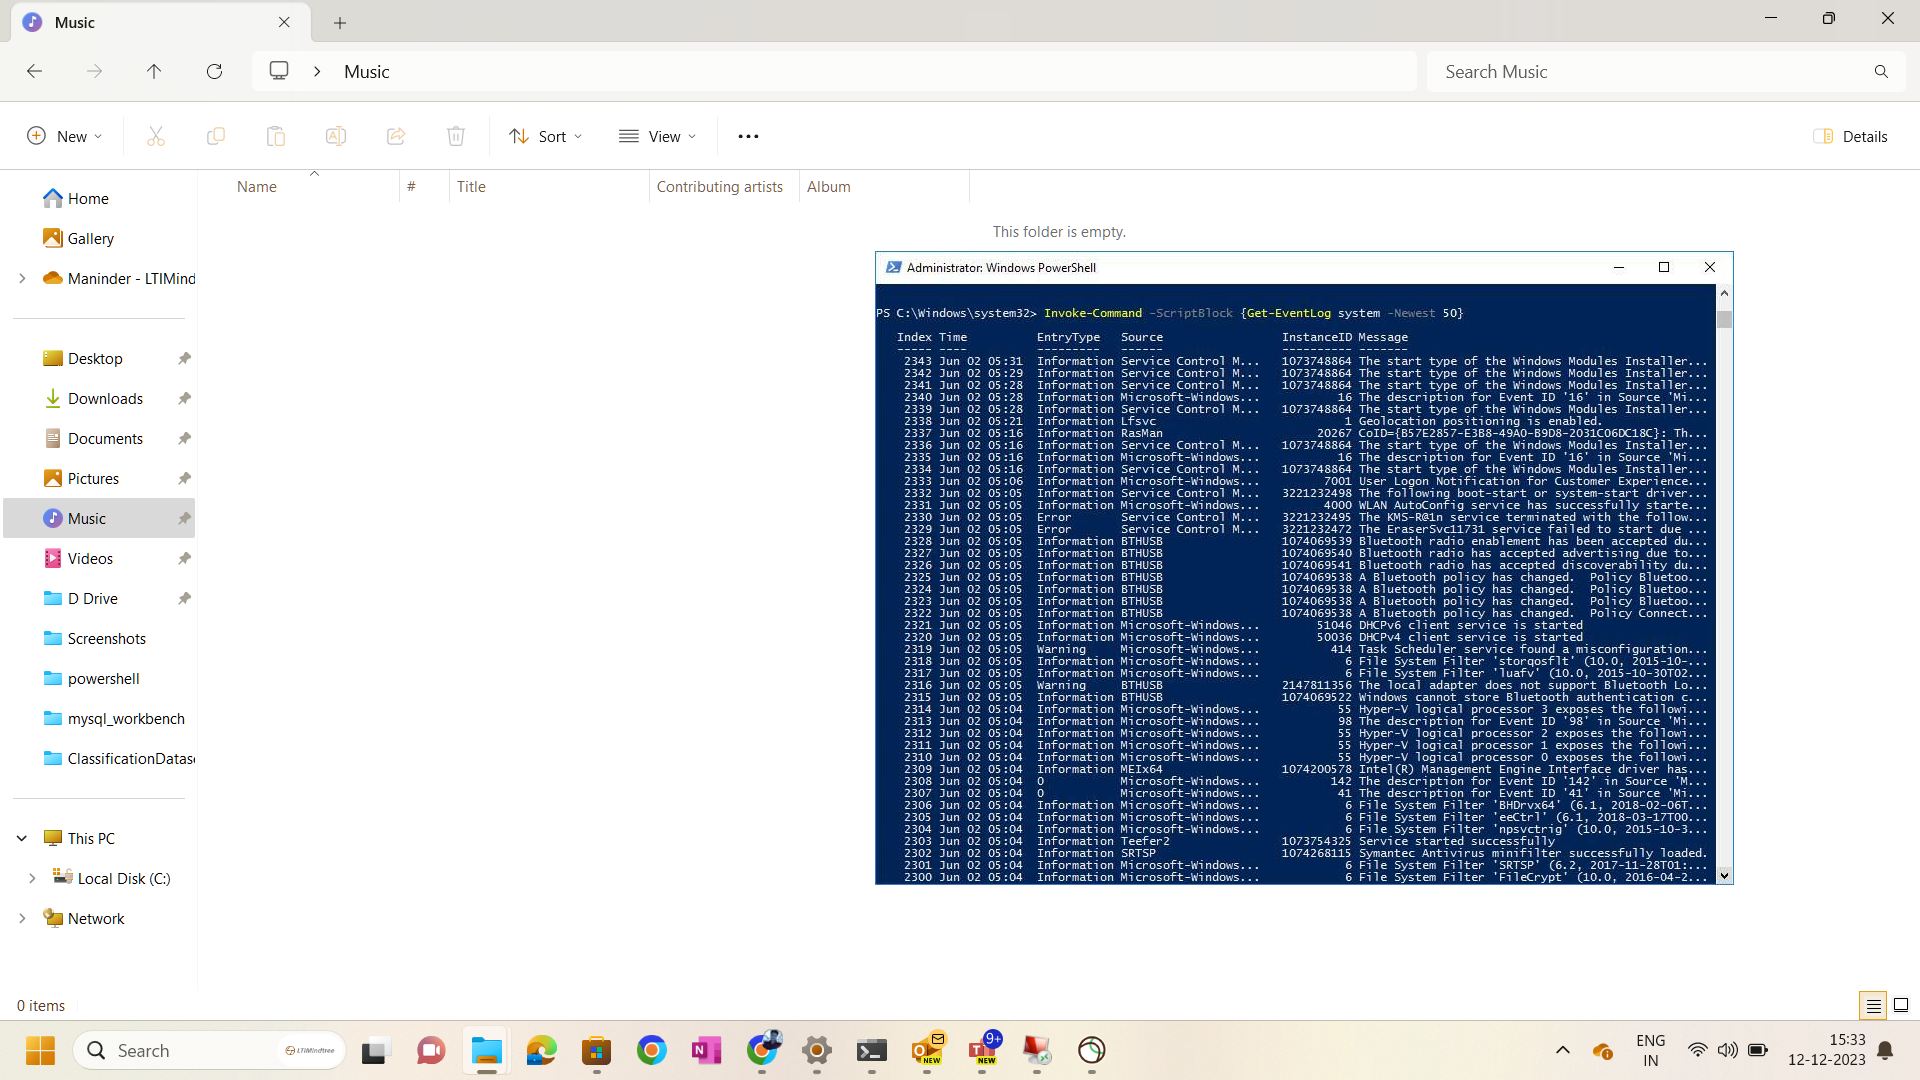 Music
Music
Search Music
New
Sort
View
Details
Home
Gallery
Maninder - LTIMind
Desktop
Downloads
Documents
Pictures
Music
Videos
D Drive
Screenshots
powershell
mysql_workbench
ClassificationDatas
This PC
Local Disk (C:)
Network
Name # Title Contributing artists Album
This folder is empty.
Administrator: Windows PowerShell
PS C:\Windows\system32> Invoke-Command -ScriptBlock {Get-EventLog system -Newest 50}
Index Time EntryType Source InstanceID Message
----- ---- --------- ------ ---------- -------
2343 Jun 02 05:31 Information Service Control M... 1073748864 The start type of the Windows Modules Installer...
2342 Jun 02 05:29 Information Service Control M... 1073748864 The start type of the Windows Modules Installer...
2341 Jun 02 05:28 Information Service Control M... 1073748864 The start type of the Windows Modules Installer...
2340 Jun 02 05:28 Information Microsoft-Windows... 16 The description for Event ID '16' in Source 'Mi...
2339 Jun 02 05:28 Information Service Control M... 1073748864 The start type of the Windows Modules Installer...
2338 Jun 02 05:21 Information Lfsvc 1 Geolocation positioning is enabled.
2337 Jun 02 05:16 Information RasMan 20267 CoID={B57E2857-E3B8-49A0-B9D8-2031C06DC18C}: Th...
2336 Jun 02 05:16 Information Service Control M... 1073748864 The start type of the Windows Modules Installer...
2335 Jun 02 05:16 Information Microsoft-Windows... 16 The description for Event ID '16' in Source 'Mi...
2334 Jun 02 05:16 Information Service Control M... 1073748864 The start type of the Windows Modules Installer...
2333 Jun 02 05:06 Information Microsoft-Windows... 7001 User Logon Notification for Customer Experience...
2332 Jun 02 05:05 Information Service Control M... 3221232498 The following boot-start or system-start driver...
2331 Jun 02 05:05 Information Microsoft-Windows... 4000 WLAN AutoConfig service has successfully starte...
2330 Jun 02 05:05 Error Service Control M... 3221232495 The KMS-R@1n service terminated with the follow...
2329 Jun 02 05:05 Error Service Control M... 3221232472 The EraserSvc11731 service failed to start due ...
2328 Jun 02 05:05 Information BTHUSB 1074069539 Bluetooth radio enablement has been accepted du...
2327 Jun 02 05:05 Information BTHUSB 1074069540 Bluetooth radio has accepted advertising due to...
2326 Jun 02 05:05 Information BTHUSB 1074069541 Bluetooth radio has accepted discoverability du...
2325 Jun 02 05:05 Information BTHUSB 1074069538 A Bluetooth policy has changed. Policy Bluetoo...
2324 Jun 02 05:05 Information BTHUSB 1074069538 A Bluetooth policy has changed. Policy Bluetoo...
2323 Jun 02 05:05 Information BTHUSB 1074069538 A Bluetooth policy has changed. Policy Bluetoo...
2322 Jun 02 05:05 Information BTHUSB 1074069538 A Bluetooth policy has changed. Policy Connect...
2321 Jun 02 05:05 Information Microsoft-Windows... 51046 DHCPv6 client service is started
2320 Jun 02 05:05 Information Microsoft-Windows... 50036 DHCPv4 client service is started
2319 Jun 02 05:05 Warning Microsoft-Windows... 414 Task Scheduler service found a misconfiguration...
2318 Jun 02 05:05 Information Microsoft-Windows... 6 File System Filter 'storqosflt' (10.0, 2015-10-...
2317 Jun 02 05:05 Information Microsoft-Windows... 6 File System Filter 'luafv' (10.0, 2015-10-30T02...
2316 Jun 02 05:05 Warning BTHUSB 2147811356 The local adapter does not support Bluetooth Lo...
2315 Jun 02 05:05 Information BTHUSB 1074069522 Windows cannot store Bluetooth authentication c...
2314 Jun 02 05:04 Information Microsoft-Windows... 55 Hyper-V logical processor 3 exposes the followi...
2313 Jun 02 05:04 Information Microsoft-Windows... 98 The description for Event ID '98' in Source 'Mi...
2312 Jun 02 05:04 Information Microsoft-Windows... 55 Hyper-V logical processor 2 exposes the followi...
2311 Jun 02 05:04 Information Microsoft-Windows... 55 Hyper-V logical processor 1 exposes the followi...
2310 Jun 02 05:04 Information Microsoft-Windows... 55 Hyper-V logical processor 0 exposes the followi...
2309 Jun 02 05:04 Information MEIx64 1074200578 Intel(R) Management Engine Interface driver has...
2308 Jun 02 05:04 0 Microsoft-Windows... 142 The description for Event ID '142' in Source 'M...
2307 Jun 02 05:04 0 Microsoft-Windows... 41 The description for Event ID '41' in Source 'Mi...
2306 Jun 02 05:04 Information Microsoft-Windows... 6 File System Filter 'BHDrvx64' (6.1, 2018-02-06T...
2305 Jun 02 05:04 Information Microsoft-Windows... 6 File System Filter 'eeCtrl' (6.1, 2018-03-17T00...
2304 Jun 02 05:04 Information Microsoft-Windows... 6 File System Filter 'npsvctrig' (10.0, 2015-10-3...
2303 Jun 02 05:04 Information Teefer2 1073754325 Service started successfully
2302 Jun 02 05:04 Information SRTSP 1074268115 Symantec Antivirus minifilter successfully loaded.
2301 Jun 02 05:04 Information Microsoft-Windows... 6 File System Filter 'SRTSP' (6.2, 2017-11-28T01:...
2300 Jun 02 05:04 Information Microsoft-Windows... 6 File System Filter 'FileCrypt' (10.0, 2016-04-2...
0 items
Search
LTIMindtree
NEW
9+
NEW
ENG
IN
15:33
12-12-2023